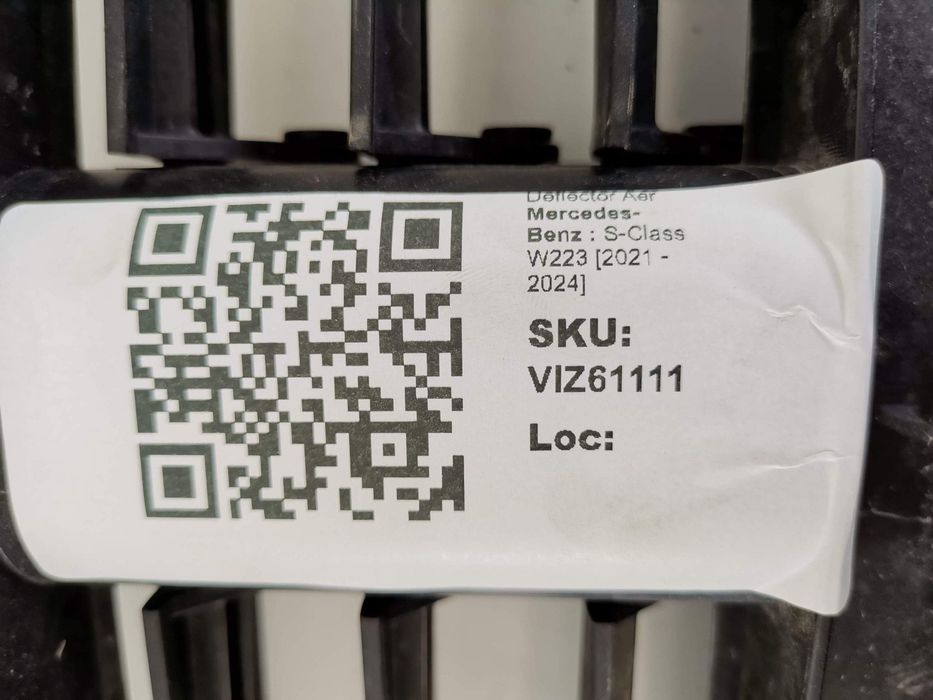 Deflector Aer
Mercedes-
Benz : S-Class
W223 [2021 -
2024]
SKU:
VIZ61111
Loc: